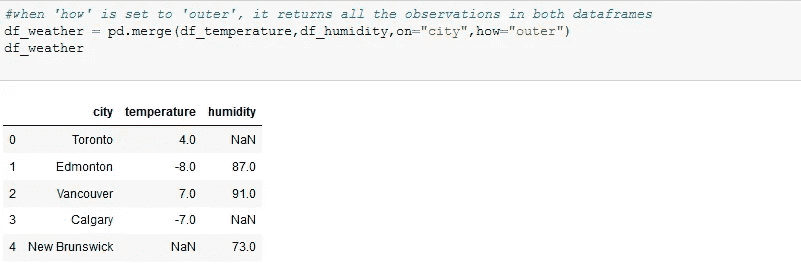 #when 'how' is set to 'outer', it returns all the observations in both dataframes
df_weather = pd.merge(df_temperature,df_humidity,on="city",how="outer")
df_weather
city temperature humidity
0 Toronto 4.0 NaN
1 Edmonton -8.0 87.0
2 Vancouver 7.0 91.0
3 Calgary -7.0 NaN
4 New Brunswick NaN 73.0